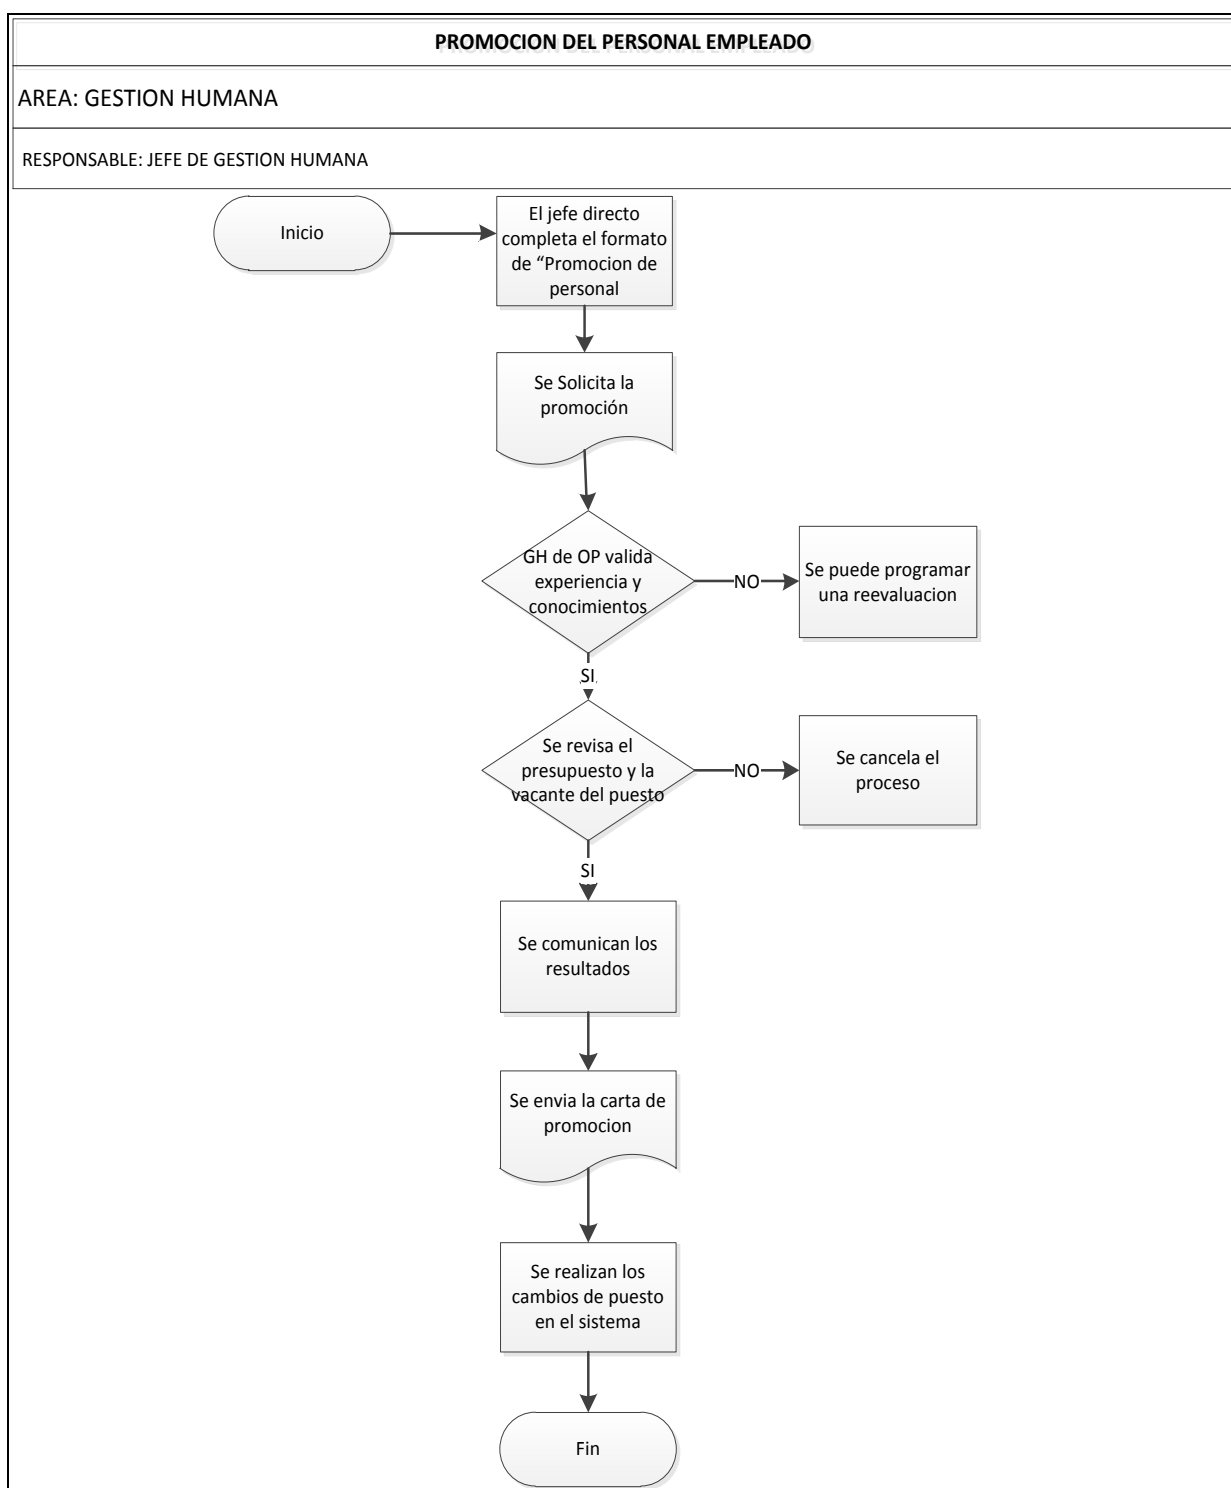 PROMOCION DEL PERSONAL EMPLEADO
AREA: GESTION HUMANA
RESPONSABLE: JEFE DE GESTION HUMANA
Inicio
El jefe directo
completa el formato
de “Promocion de
personal
Se Solicita la
promoción
GH de OP valida
experiencia y
conocimientos
NO
Se puede programar
una reevaluacion
SI
Se revisa el
presupuesto y la
vacante del puesto
NO
Se cancela el
proceso
SI
Se comunican los
resultados
Se envia la carta de
promocion
Se realizan los
cambios de puesto
en el sistema
Fin